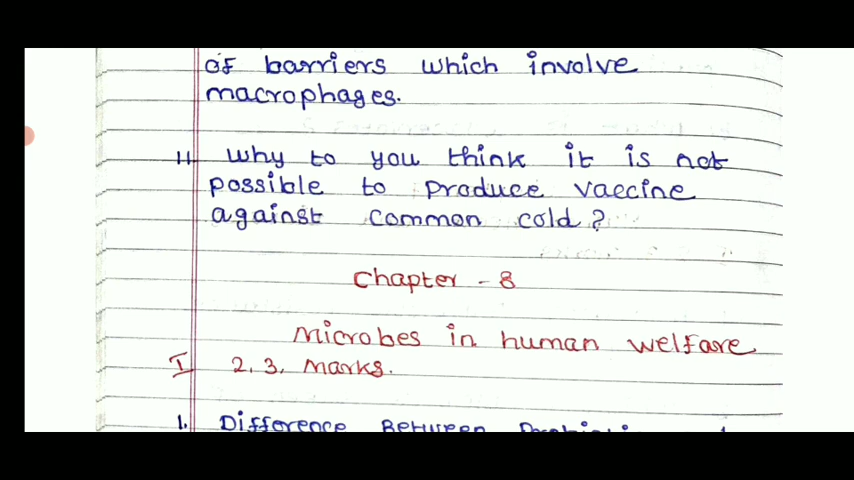 of barriers which involve
macrophages.
11. Why to you think it is not
possible to produce vaccine
against common cold?
Chapter - 8
Microbes in human welfare
I 2, 3, Marks.
1. Difference Between